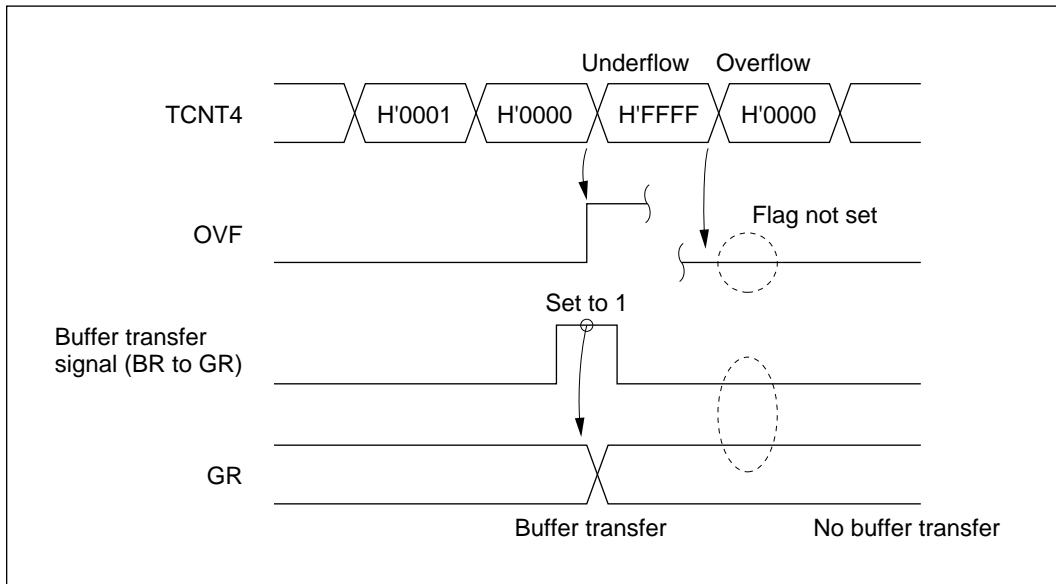 Underflow Overflow
TCNT4 H'0001 H'0000 H'FFFF H'0000
Flag not set
OVF
Set to 1
Buffer transfer
signal (BR to GR)
GR
Buffer transfer No buffer transfer